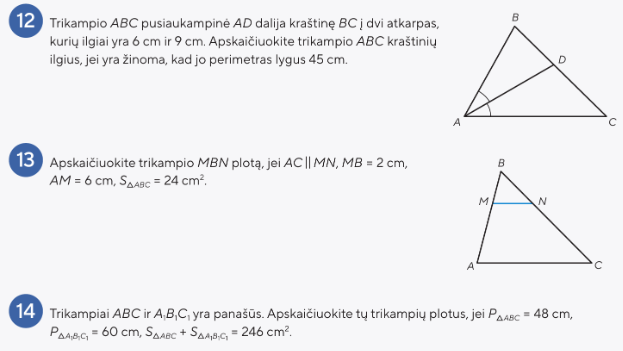 12 Trikampio ABC pusiaukampinė AD dalija kraštinę BC į dvi atkarpas,
kurių ilgiai yra 6 cm ir 9 cm. Apskaičiuokite trikampio ABC kraštinių
ilgius, jei yra žinoma, kad jo perimetras lygus 45 cm.
B
D
A
C
13 Apskaičiuokite trikampio MBN plotą, jei AC || MN, MB = 2 cm,
AM = 6 cm, S△ABC = 24 cm².
B
M
N
A
C
14 Trikampiai ABC ir A₁B₁C₁ yra panašūs. Apskaičiuokite tų trikampių plotus, jei P△ABC = 48 cm,
P△A₁B₁C₁ = 60 cm, S△ABC + S△A₁B₁C₁ = 246 cm².